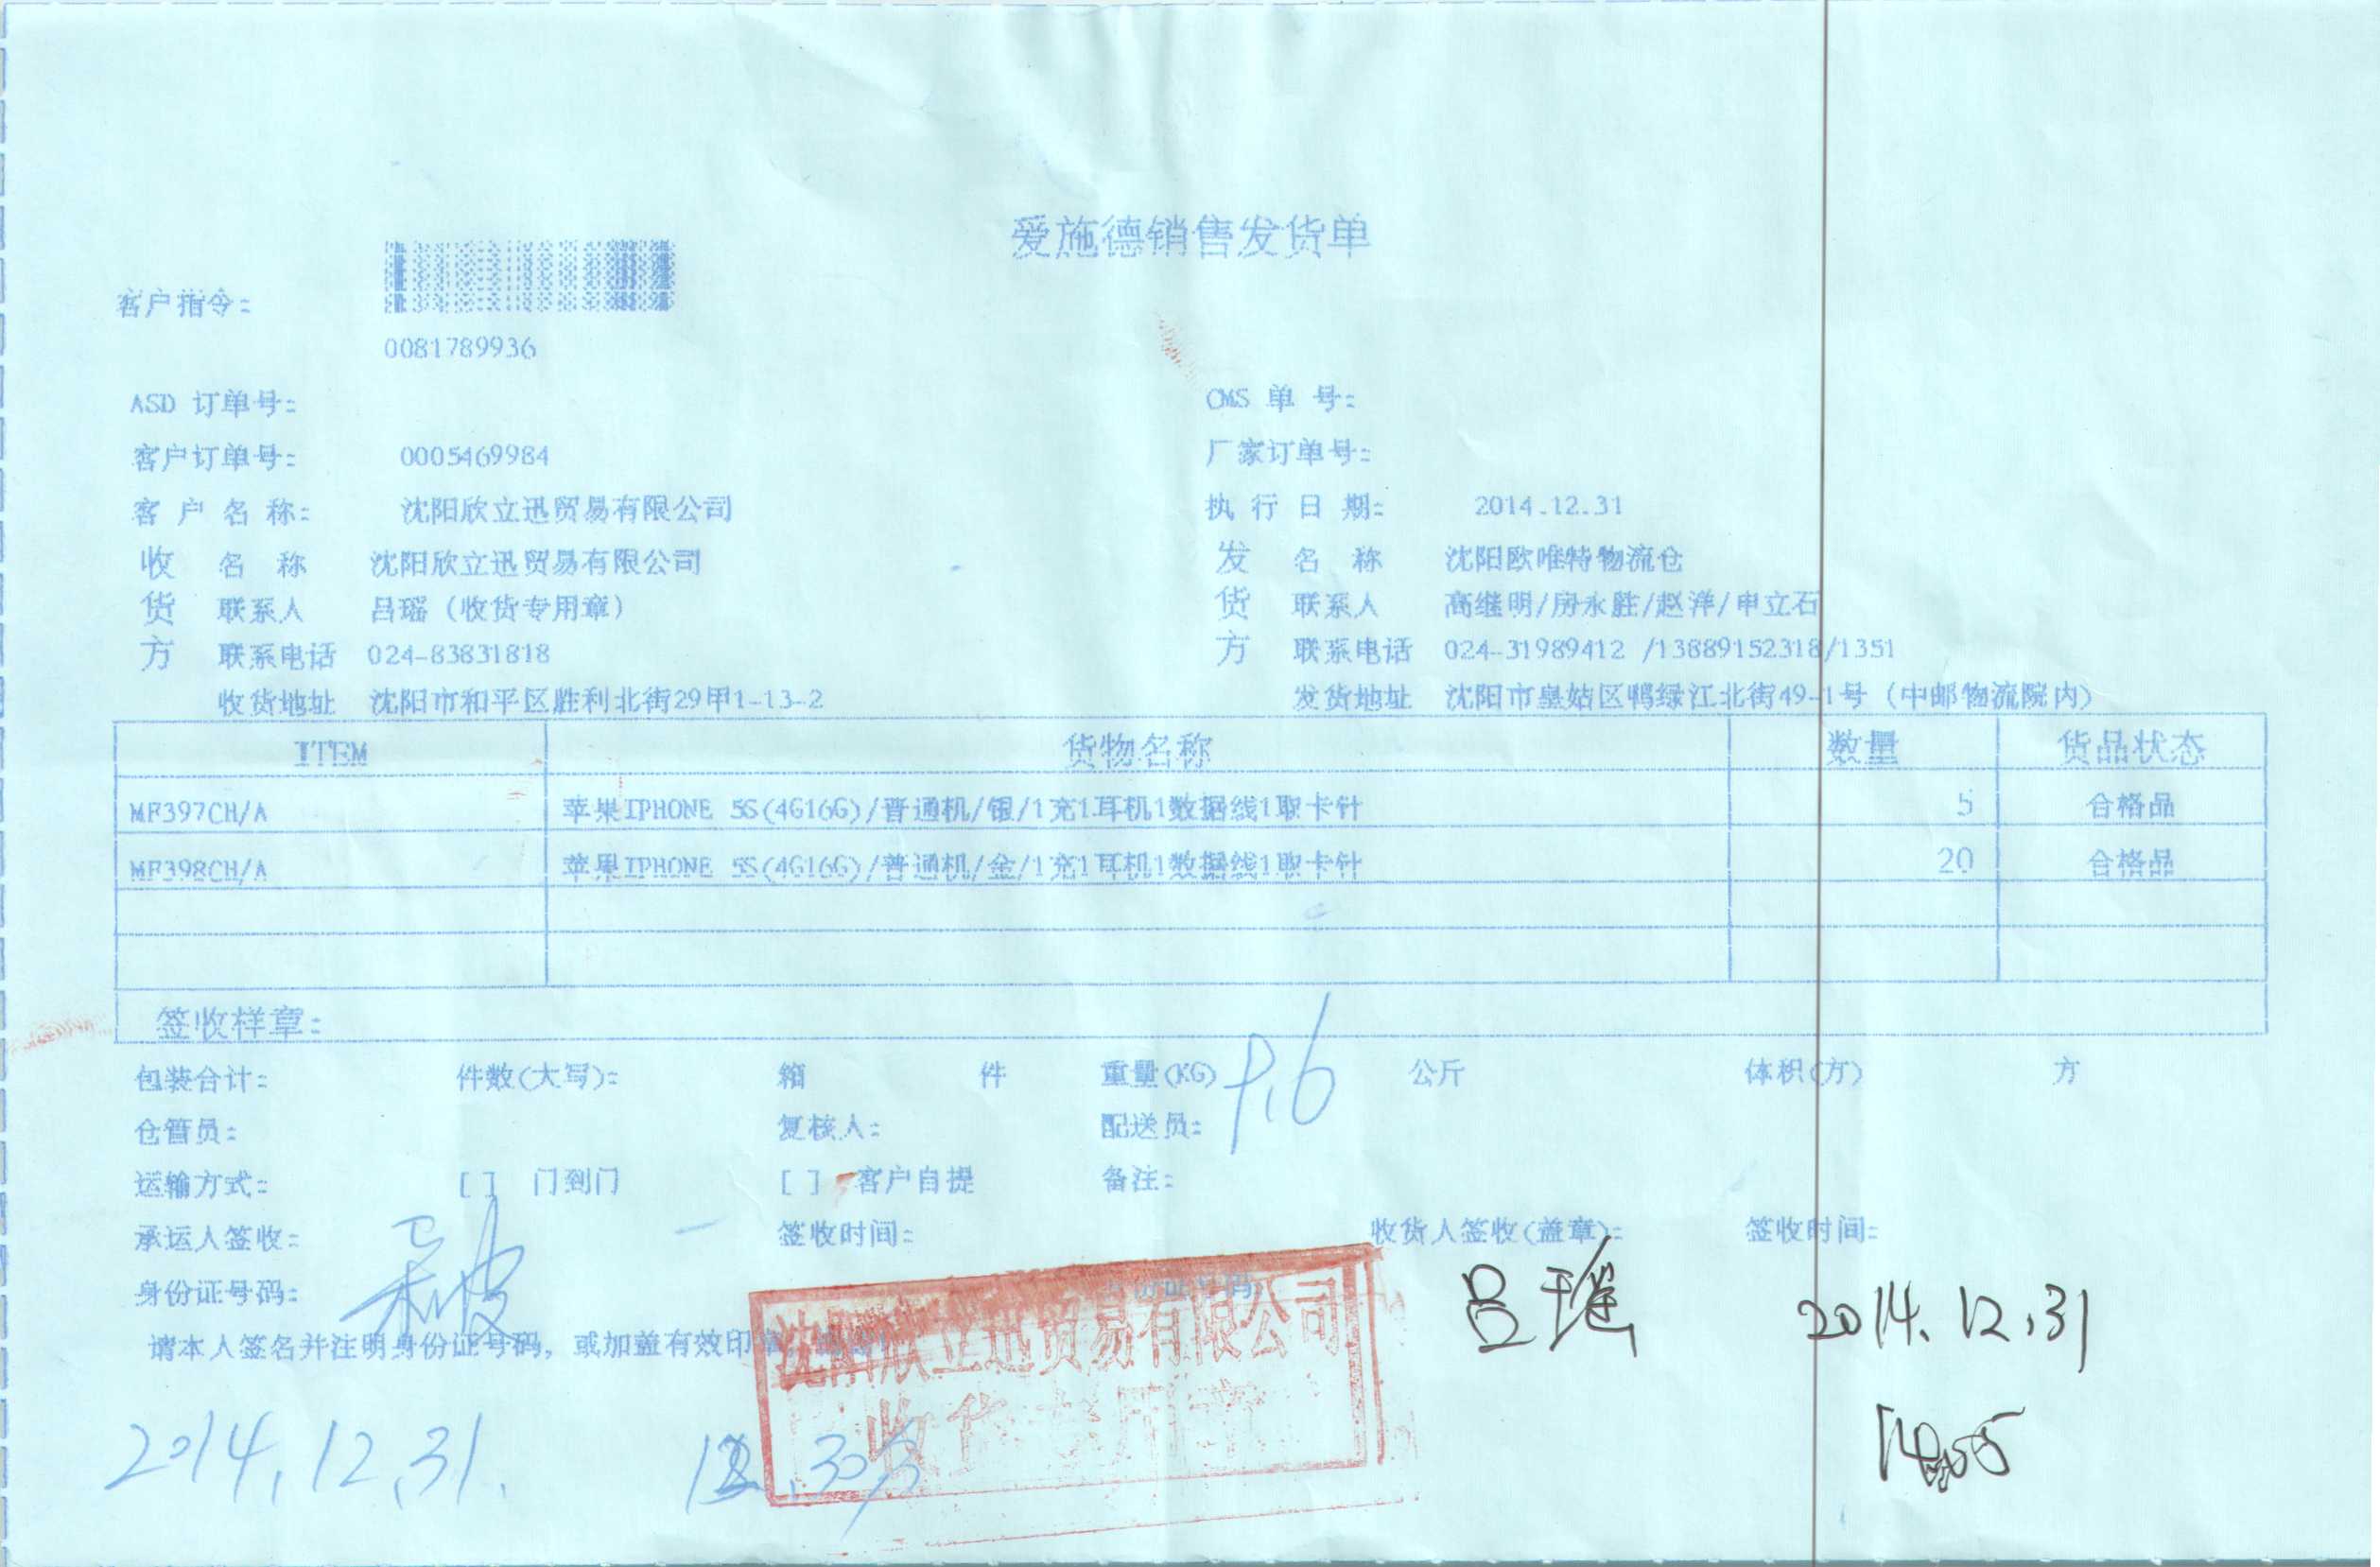 爱施德销售发货单
客户指令:
0081789936
ASD 订单号: CMS 单 号:
客户订单号: 0005469984 厂家订单号:
客 户 名 称: 沈阳欣立迅贸易有限公司 执 行 日 期: 2014.12.31
收 名 称 沈阳欣立迅贸易有限公司 发 名 称 沈阳欧唯特物流仓
货 联系人 吕瑶 (收货专用章) 货 联系人 高继明/房永胜/赵洋/申立石
方 联系电话 024-83831818 方 联系电话 024-31989412 /13889152318/1351
收货地址 沈阳市和平区胜利北街29甲1-13-2 发货地址 沈阳市皇姑区鸭绿江北街49-1号 (中邮物流院内)
ITEM 货物名称 数量 货品状态
MF397CH/A 苹果IPHONE 5S(4G16G)/普通机/银/1充1耳机1数据线1取卡针 5 合格品
MF398CH/A 苹果IPHONE 5S(4G16G)/普通机/金/1充1耳机1数据线1取卡针 20 合格品
签收样章:
包装合计: 件数(大写): 箱 件 重量(KG) 9.6 公斤 体积(方) 方
仓管员: 复核人: 配送员:
运输方式: [ ] 门到门 [ ] 客户自提 备注:
承运人签收: 签收时间: 收货人签收(盖章): 签收时间:
身份证号码: 身份证号码: 吕瑶 2014.12.31
请本人签名并注明身份证号码, 或加盖有效印章
沈阳欣立迅贸易有限公司
收货专用章
2014.12.31.